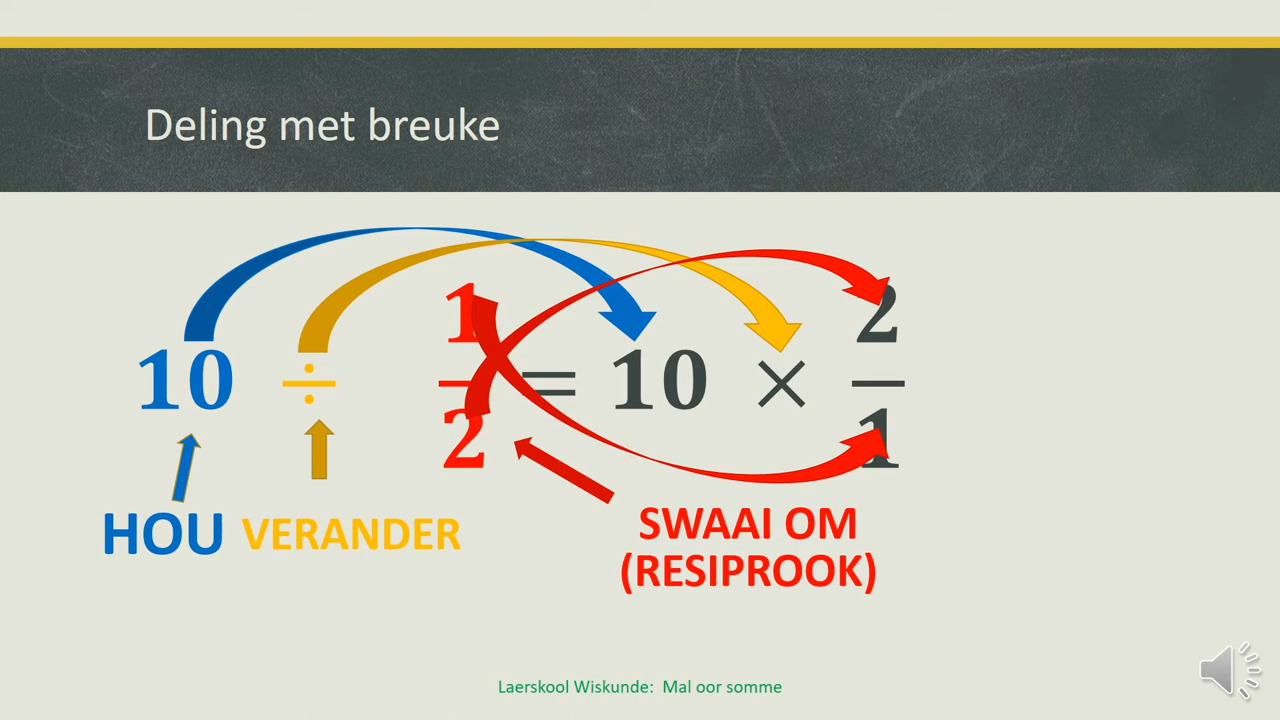 Deling met breuke
10 ÷ 1/2 = 10 × 2/1
HOU VERANDER
SWAAI OM
(RESIPROOK)
Laerskool Wiskunde: Mal oor somme